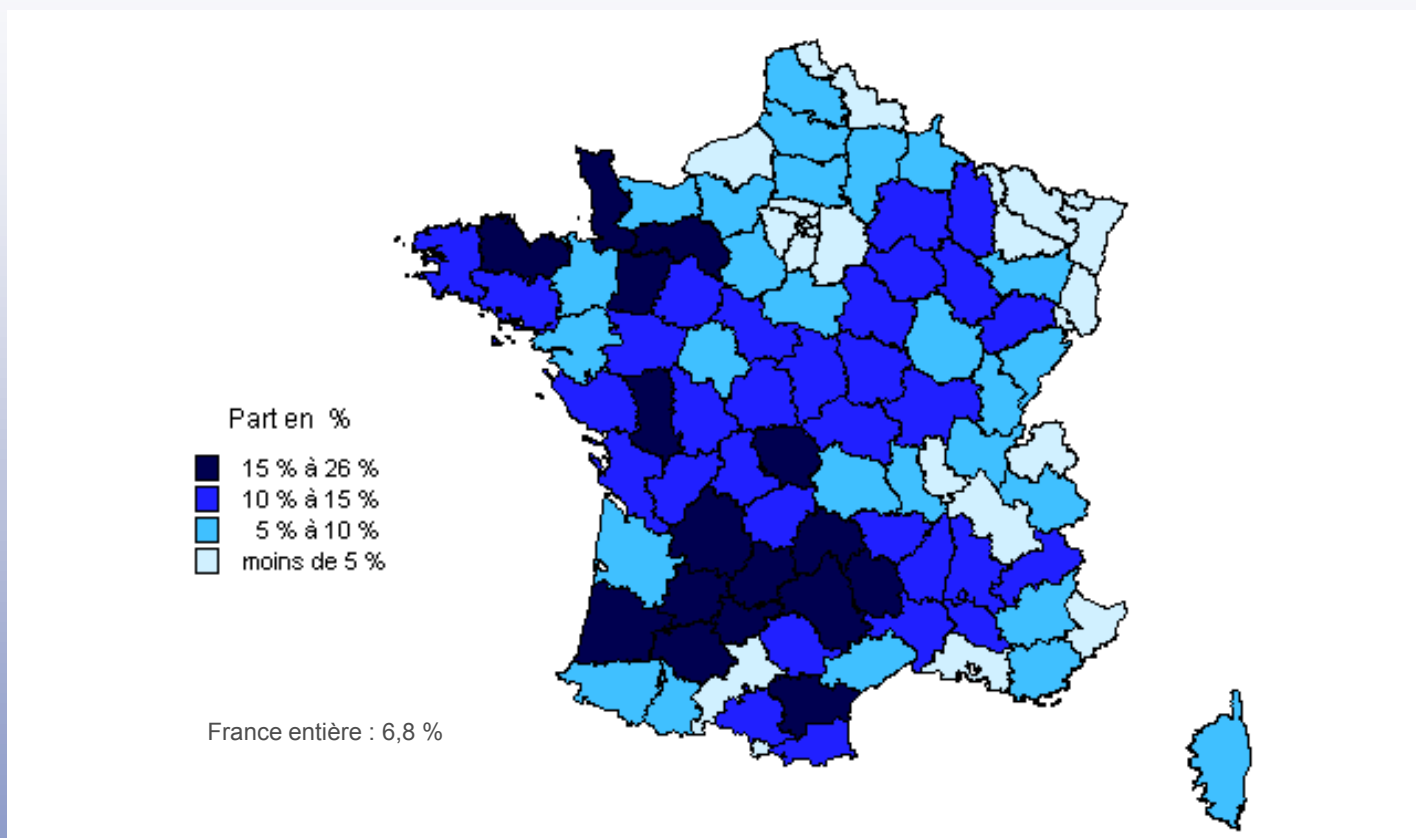 Part en %
15 % à 26 %
10 % à 15 %
5 % à 10 %
moins de 5 %
France entière : 6,8 %